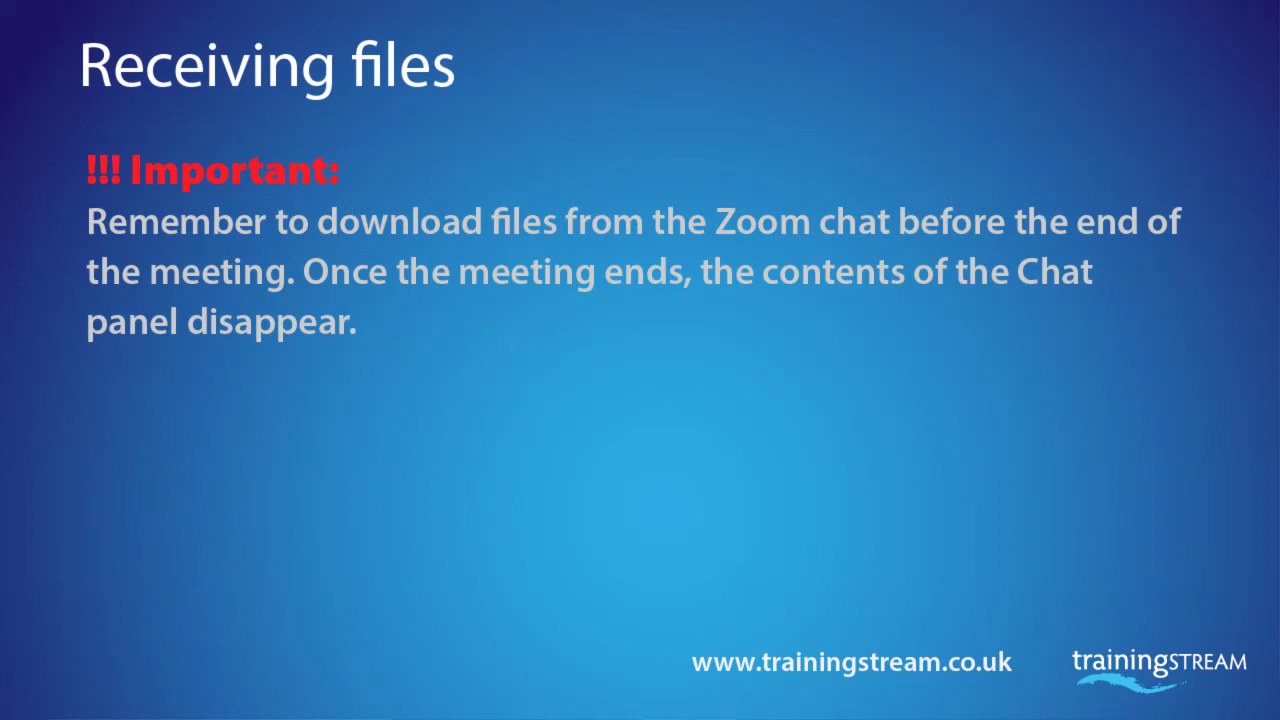 Receiving files
!!! Important:
Remember to download files from the Zoom chat before the end of
the meeting. Once the meeting ends, the contents of the Chat
panel disappear.
www.trainingstream.co.uk
trainingSTREAM